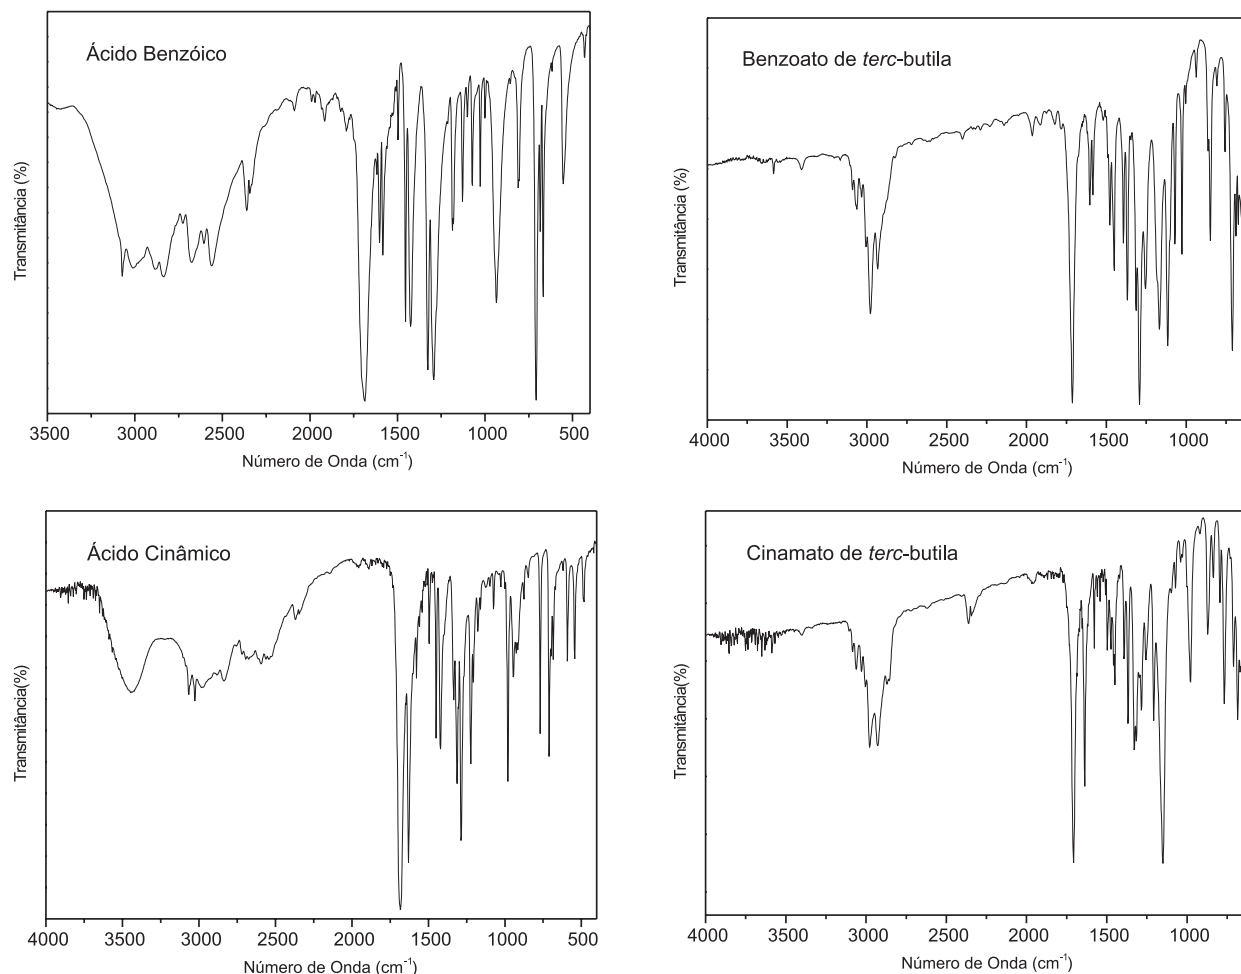 Ácido Benzóico
Transmitância (%)
3500 3000 2500 2000 1500 1000 500
Número de Onda (cm-1)
Benzoato de terc-butila
Transmitância (%)
4000 3500 3000 2500 2000 1500 1000
Número de Onda (cm-1)
Ácido Cinâmico
Transmitância(%)
4000 3500 3000 2500 2000 1500 1000 500
Número de Onda (cm-1)
Cinamato de terc-butila
Transmitância(%)
4000 3500 3000 2500 2000 1500 1000
Número de Onda (cm-1)